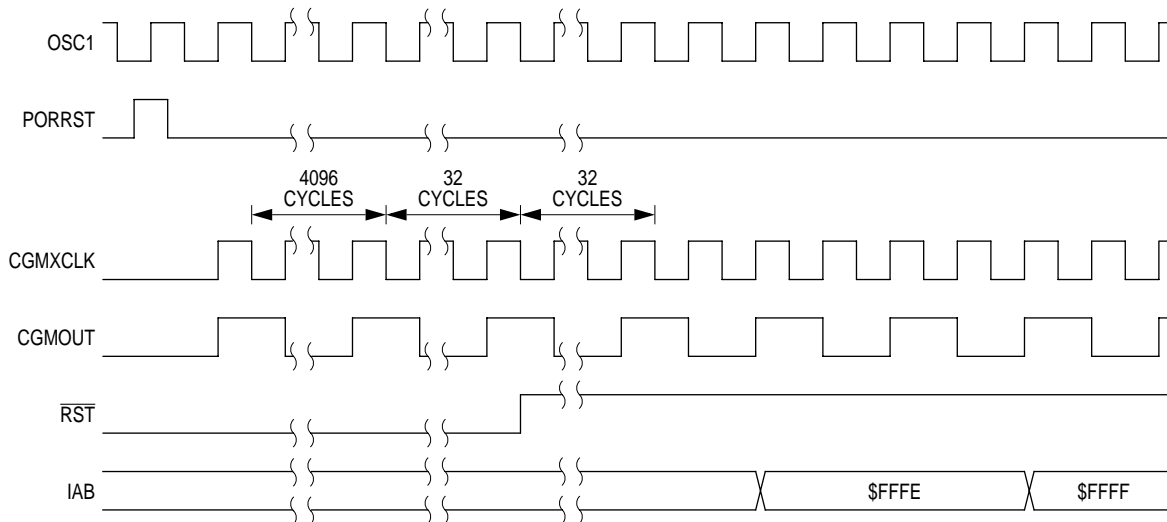 OSC1
PORRST
4096
CYCLES
32
CYCLES
32
CYCLES
CGMXCLK
CGMOUT
RST
IAB
$FFFE
$FFFF